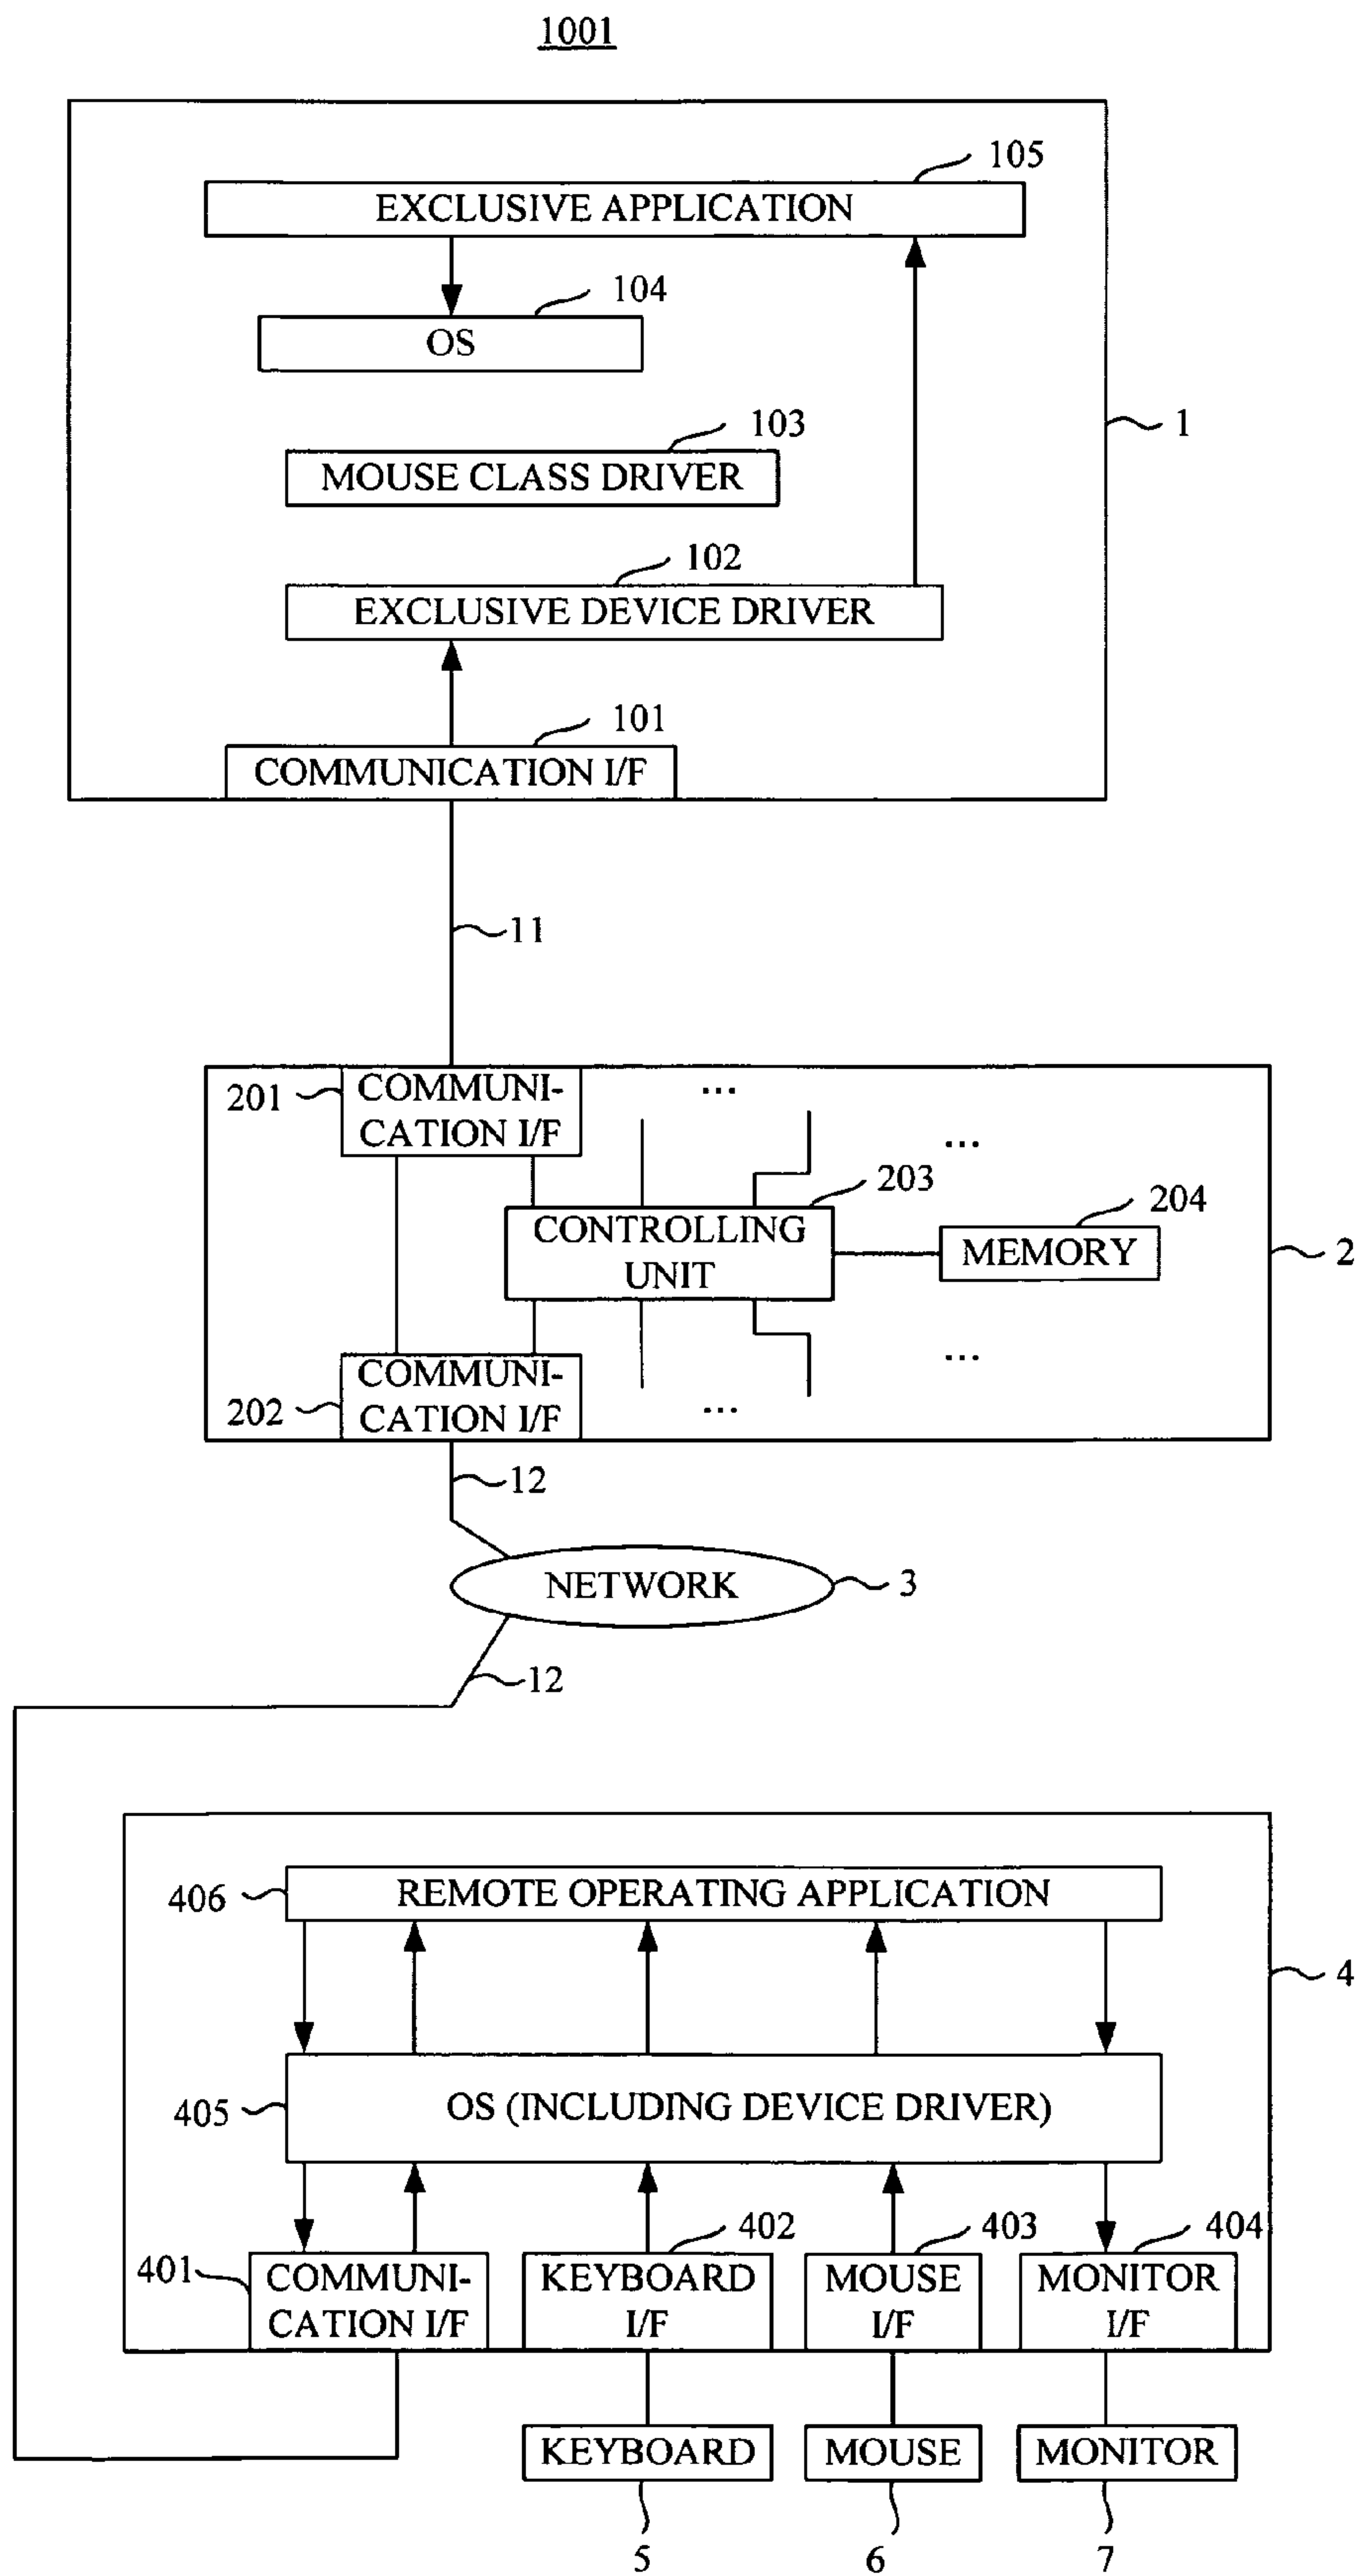 1001
105
EXCLUSIVE APPLICATION
104
OS
1
103
MOUSE CLASS DRIVER
102
EXCLUSIVE DEVICE DRIVER
101
COMMUNICATION I/F
11
201
COMMUNI-
CATION I/F
...
...
203
204
CONTROLLING
UNIT
MEMORY
2
202
COMMUNI-
CATION I/F
...
...
12
NETWORK
3
12
406
REMOTE OPERATING APPLICATION
4
405
OS (INCLUDING DEVICE DRIVER)
401
COMMUNI-
CATION I/F
402
KEYBOARD
I/F
403
MOUSE
I/F
404
MONITOR
I/F
KEYBOARD
MOUSE
MONITOR
5
6
7